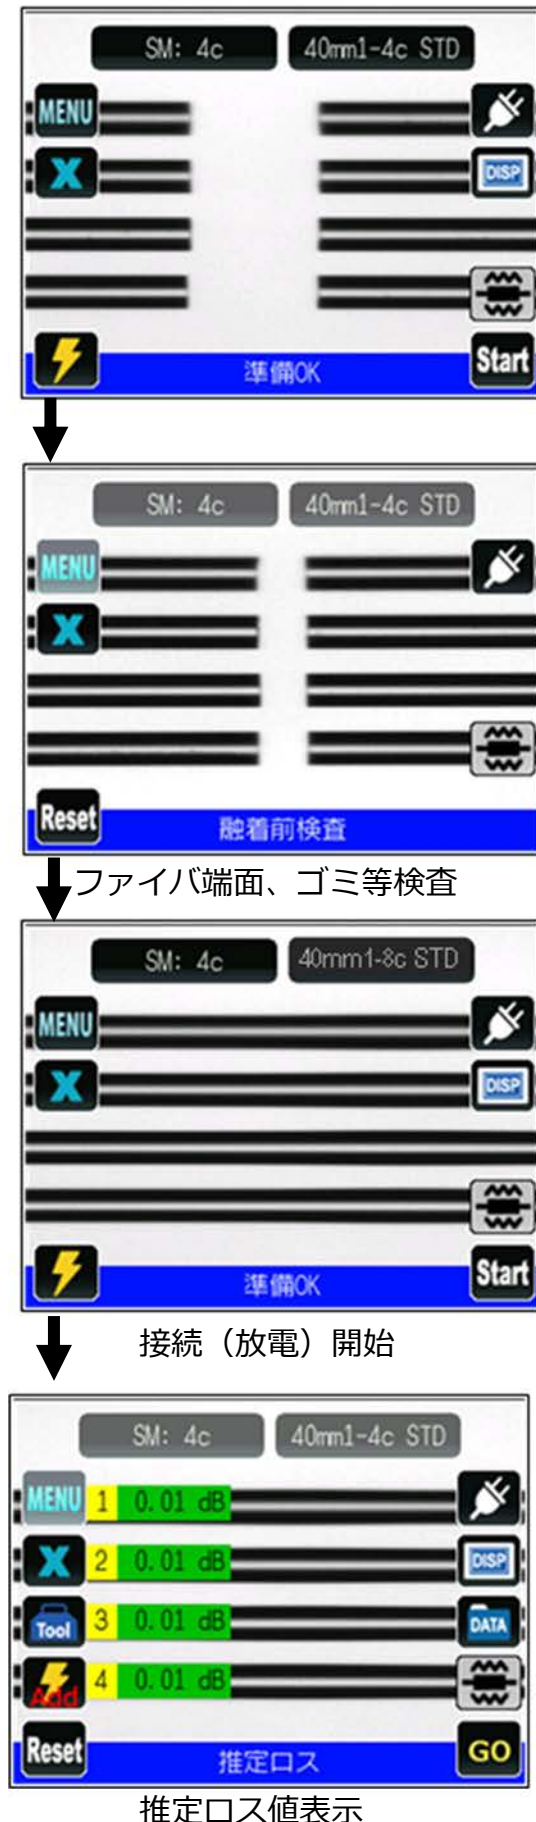 SM: 4c 40mm1-4c STD
MENU
X DISP
準備OK Start
SM: 4c 40mm1-4c STD
MENU
X
Reset 融着前検査
ファイバ端面、ゴミ等検査
SM: 4c 40mm1-8c STD
MENU
X DISP
準備OK Start
接続（放電）開始
SM: 4c 40mm1-4c STD
MENU 1 0.01 dB
X 2 0.01 dB DISP
Tool 3 0.01 dB DATA
Add 4 0.01 dB
Reset 推定ロス GO
推定ロス値表示